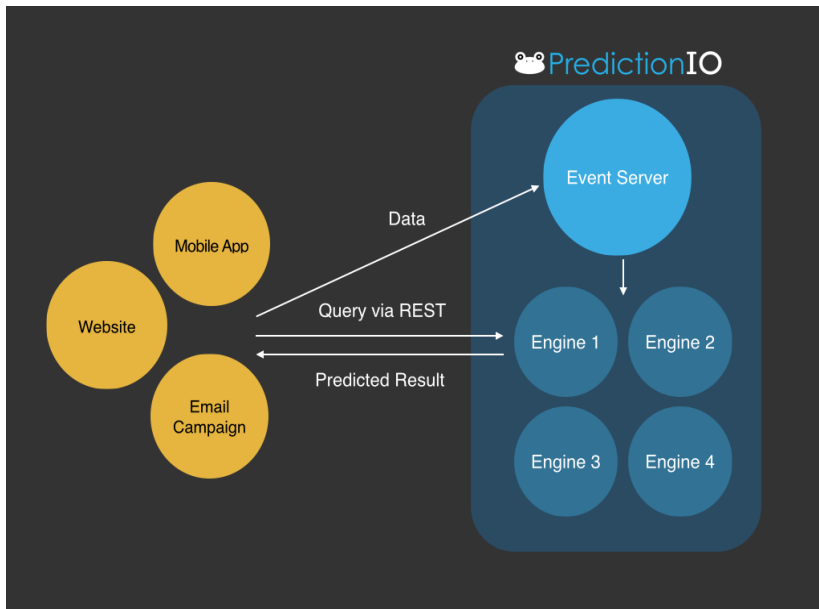 PredictionIO
Event Server
Data
Mobile App
Website
Query via REST
Engine 1
Engine 2
Predicted Result
Email
Campaign
Engine 3
Engine 4